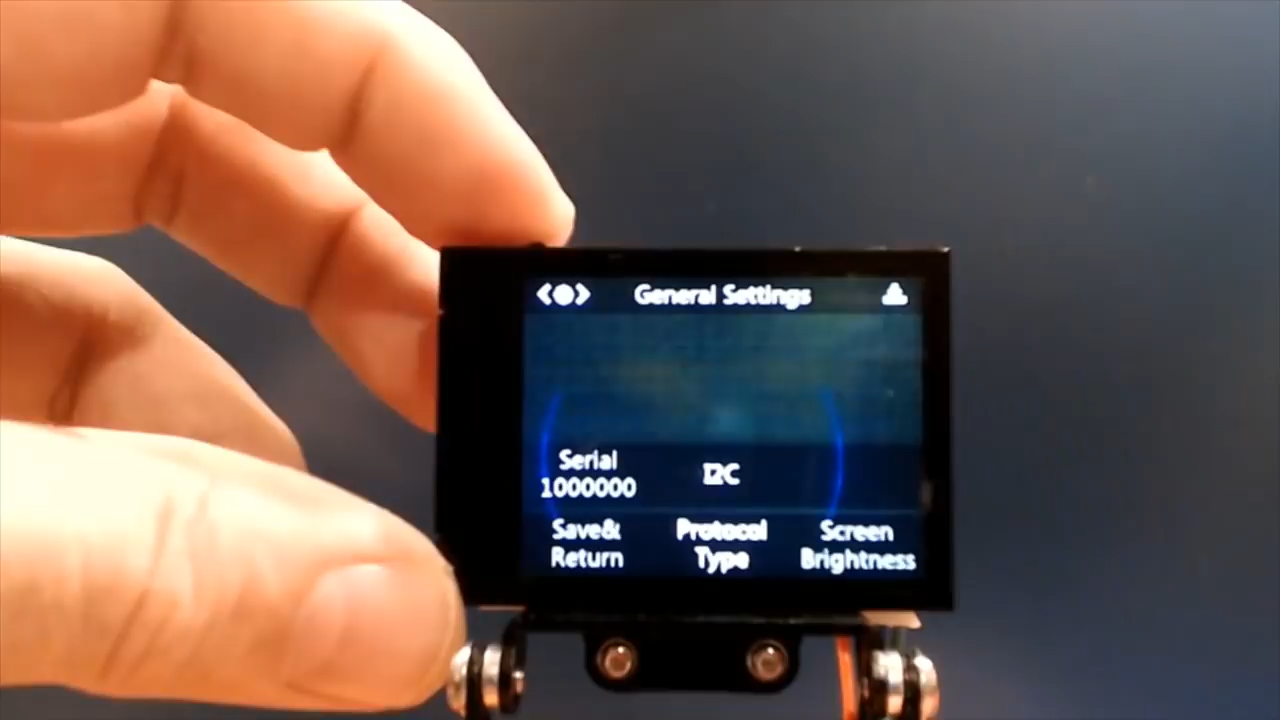 General Settings
Serial
1000000
I2C
Save&
Return
Protocol
Type
Screen
Brightness